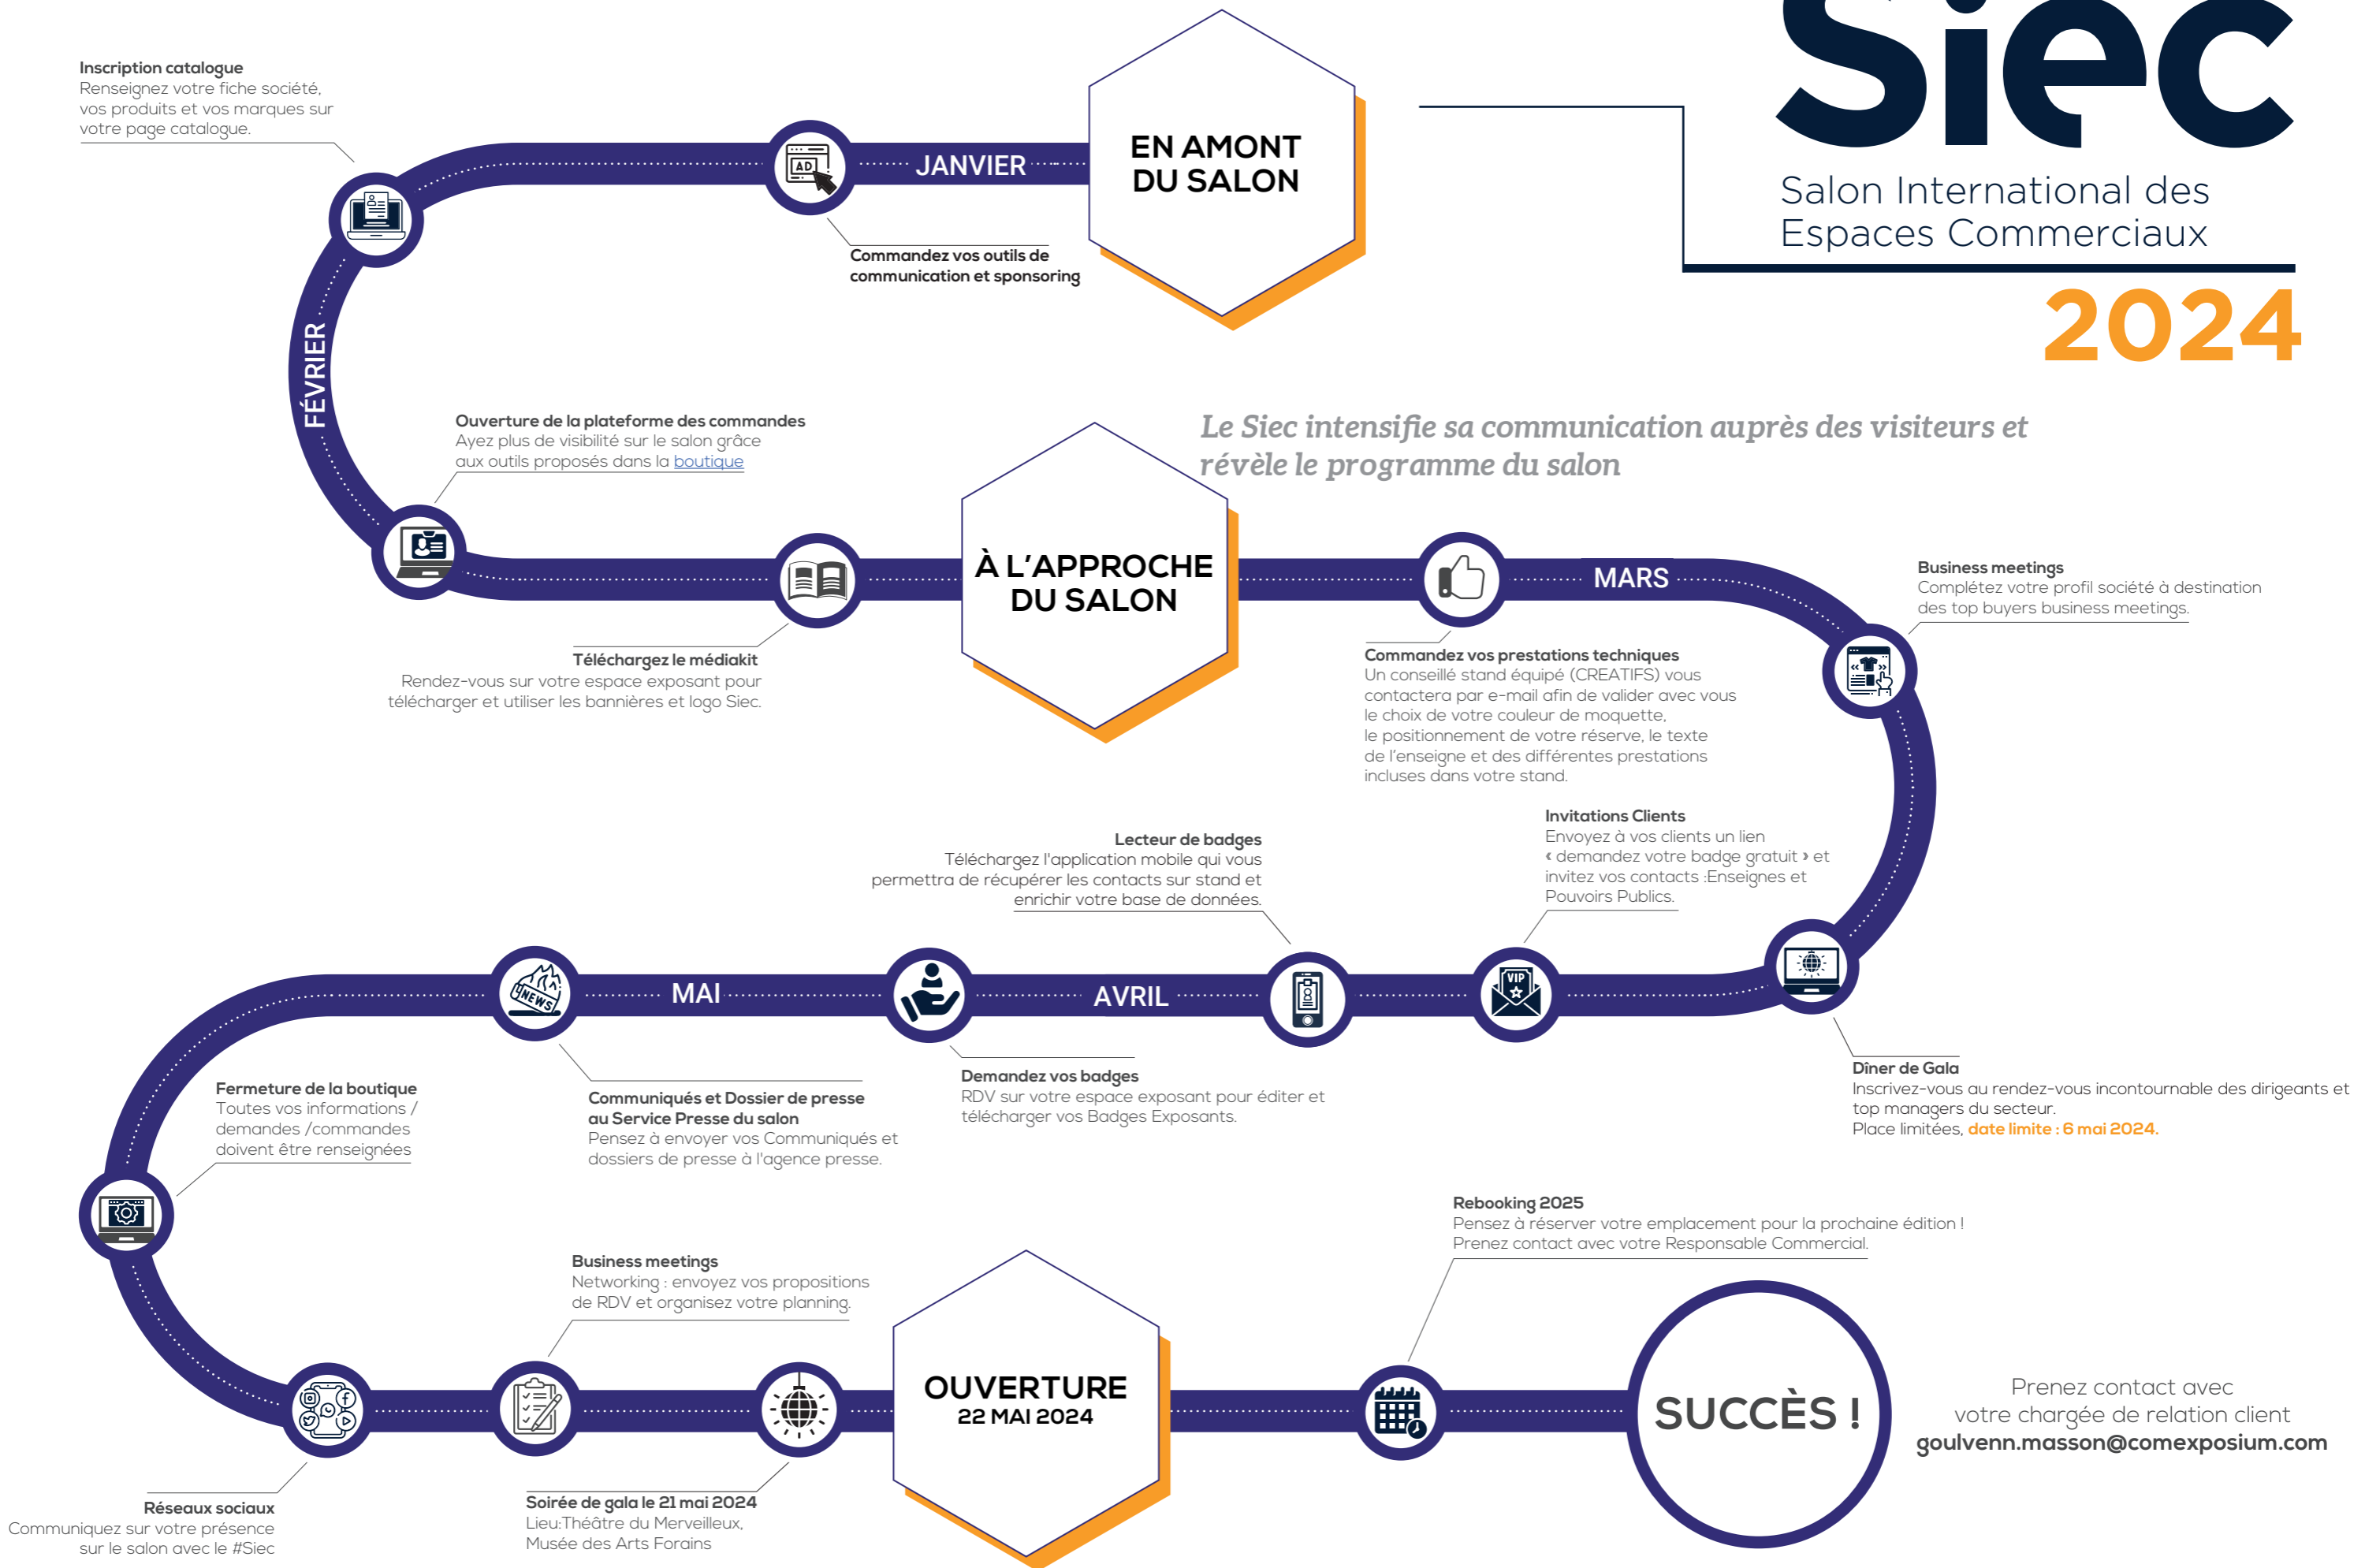 Siec
Salon International des
Espaces Commerciaux
2024
EN AMONT
DU SALON
JANVIER
AD
Commandez vos outils de
communication et sponsoring
Inscription catalogue
Renseignez votre fiche société,
vos produits et vos marques sur
votre page catalogue.
FÉVRIER
Ouverture de la plateforme des commandes
Ayez plus de visibilité sur le salon grâce
aux outils proposés dans la boutique
Téléchargez le médiakit
Rendez-vous sur votre espace exposant pour
télécharger et utiliser les bannières et logo Siec.
À L'APPROCHE
DU SALON
Le Siec intensifie sa communication auprès des visiteurs et
révèle le programme du salon
Commandez vos prestations techniques
Un conseillé stand équipé (CREATIFS) vous
contactera par e-mail afin de valider avec vous
le choix de votre couleur de moquette,
le positionnement de votre réserve, le texte
de l'enseigne et des différentes prestations
incluses dans votre stand.
MARS
Business meetings
Complétez votre profil société à destination
des top buyers business meetings.
Dîner de Gala
Inscrivez-vous au rendez-vous incontournable des dirigeants et
top managers du secteur.
Place limitées, date limite : 6 mai 2024.
Invitations Clients
Envoyez à vos clients un lien
« demandez votre badge gratuit » et
invitez vos contacts :Enseignes et
Pouvoirs Publics.
VIP
Lecteur de badges
Téléchargez l'application mobile qui vous
permettra de récupérer les contacts sur stand et
enrichir votre base de données.
AVRIL
Demandez vos badges
RDV sur votre espace exposant pour éditer et
télécharger vos Badges Exposants.
MAI
NEWS
Communiqués et Dossier de presse
au Service Presse du salon
Pensez à envoyer vos Communiqués et
dossiers de presse à l'agence presse.
Fermeture de la boutique
Toutes vos informations /
demandes /commandes
doivent être renseignées
Réseaux sociaux
Communiquez sur votre présence
sur le salon avec le #Siec
Business meetings
Networking : envoyez vos propositions
de RDV et organisez votre planning.
Soirée de gala le 21 mai 2024
Lieu:Théâtre du Merveilleux,
Musée des Arts Forains
OUVERTURE
22 MAI 2024
Rebooking 2025
Pensez à réserver votre emplacement pour la prochaine édition !
Prenez contact avec votre Responsable Commercial.
SUCCÈS !
Prenez contact avec
votre chargée de relation client
goulvenn.masson@comexposium.com